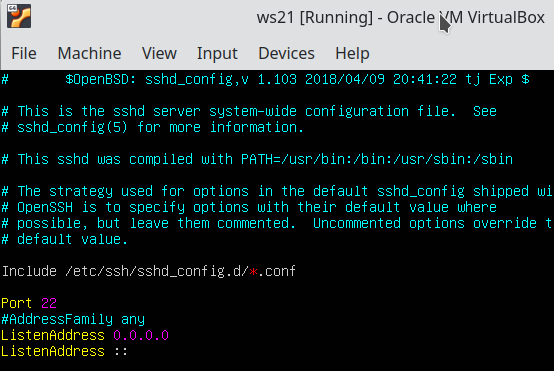 ws21 [Running] - Oracle VM VirtualBox
File Machine View Input Devices Help
# $OpenBSD: sshd_config,v 1.103 2018/04/09 20:41:22 tj Exp $
# This is the sshd server system-wide configuration file. See
# sshd_config(5) for more information.
# This sshd was compiled with PATH=/usr/bin:/bin:/usr/sbin:/sbin
# The strategy used for options in the default sshd_config shipped wi
# OpenSSH is to specify options with their default value where
# possible, but leave them commented. Uncommented options override t
# default value.
Include /etc/ssh/sshd_config.d/*.conf
Port 22
#AddressFamily any
ListenAddress 0.0.0.0
ListenAddress ::